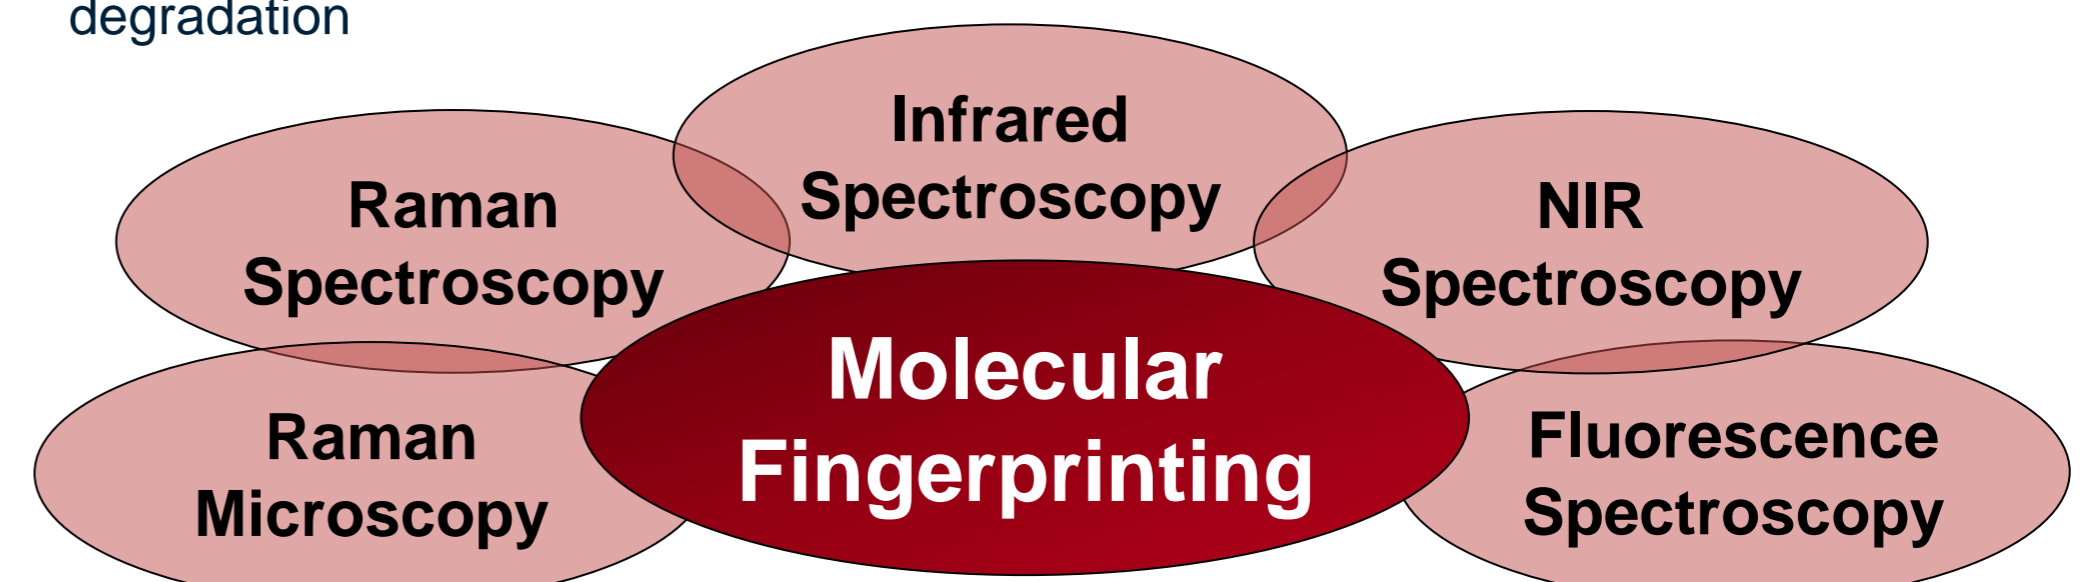 degradation
Infrared
Spectroscopy
Raman
Spectroscopy
NIR
Spectroscopy
Molecular
Fingerprinting
Raman
Microscopy
Fluorescence
Spectroscopy